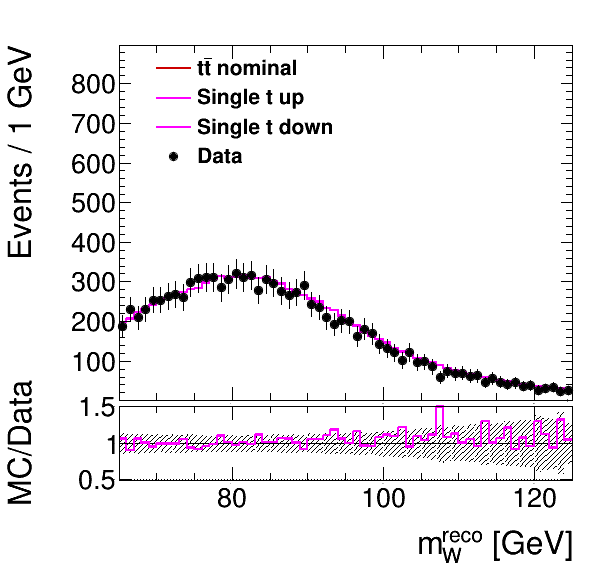 Events / 1 GeV
800
700
600
500
400
300
200
100
tt̄ nominal
Single t up
Single t down
Data
MC/Data
1.5
1
0.5
80
100
120
m_W^reco [GeV]